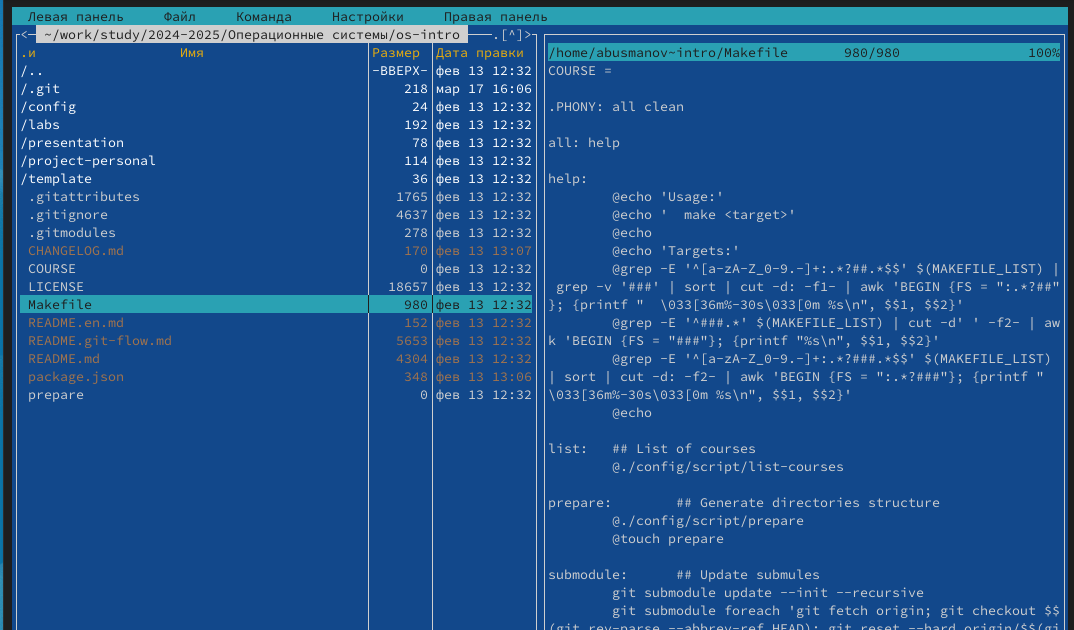 Левая панель Файл Команда Настройки Правая панель
<— ~/work/study/2024-2025/Операционные системы/os-intro —.[^]>
.и Имя Размер Дата правки
/.. -ВВЕРХ- фев 13 12:32
/.git 218 мар 17 16:06
/config 24 фев 13 12:32
/labs 192 фев 13 12:32
/presentation 78 фев 13 12:32
/project-personal 114 фев 13 12:32
/template 36 фев 13 12:32
.gitattributes 1765 фев 13 12:32
.gitignore 4637 фев 13 12:32
.gitmodules 278 фев 13 12:32
CHANGELOG.md 170 фев 13 13:07
COURSE 0 фев 13 12:32
LICENSE 18657 фев 13 12:32
Makefile 980 фев 13 12:32
README.en.md 152 фев 13 12:32
README.git-flow.md 5653 фев 13 12:32
README.md 4304 фев 13 12:32
package.json 348 фев 13 13:06
prepare 0 фев 13 12:32
/home/abusmanov~intro/Makefile 980/980 100%
COURSE =
.PHONY: all clean
all: help
help:
@echo 'Usage:'
@echo '  make <target>'
@echo
@echo 'Targets:'
@grep -E '^[a-zA-Z_0-9.-]+:.*?##.*$$' $(MAKEFILE_LIST) |
grep -v '###' | sort | cut -d: -f1- | awk 'BEGIN {FS = ":.*?##"
}; {printf "  \033[36m%-30s\033[0m %s\n", $$1, $$2}'
@grep -E '^###.*' $(MAKEFILE_LIST) | cut -d' ' -f2- | aw
k 'BEGIN {FS = "###"}; {printf "%s\n", $$1, $$2}'
@grep -E '^[a-zA-Z_0-9.-]+:.*?###.*$$' $(MAKEFILE_LIST)
| sort | cut -d: -f2- | awk 'BEGIN {FS = ":.*?###"}; {printf "
\033[36m%-30s\033[0m %s\n", $$1, $$2}'
@echo
list:   ## List of courses
@./config/script/list-courses
prepare:        ## Generate directories structure
@./config/script/prepare
@touch prepare
submodule:      ## Update submules
git submodule update --init --recursive
git submodule foreach 'git fetch origin; git checkout $$
(git rev-parse --abbrev-ref HEAD); git reset --hard origin/$$(gi